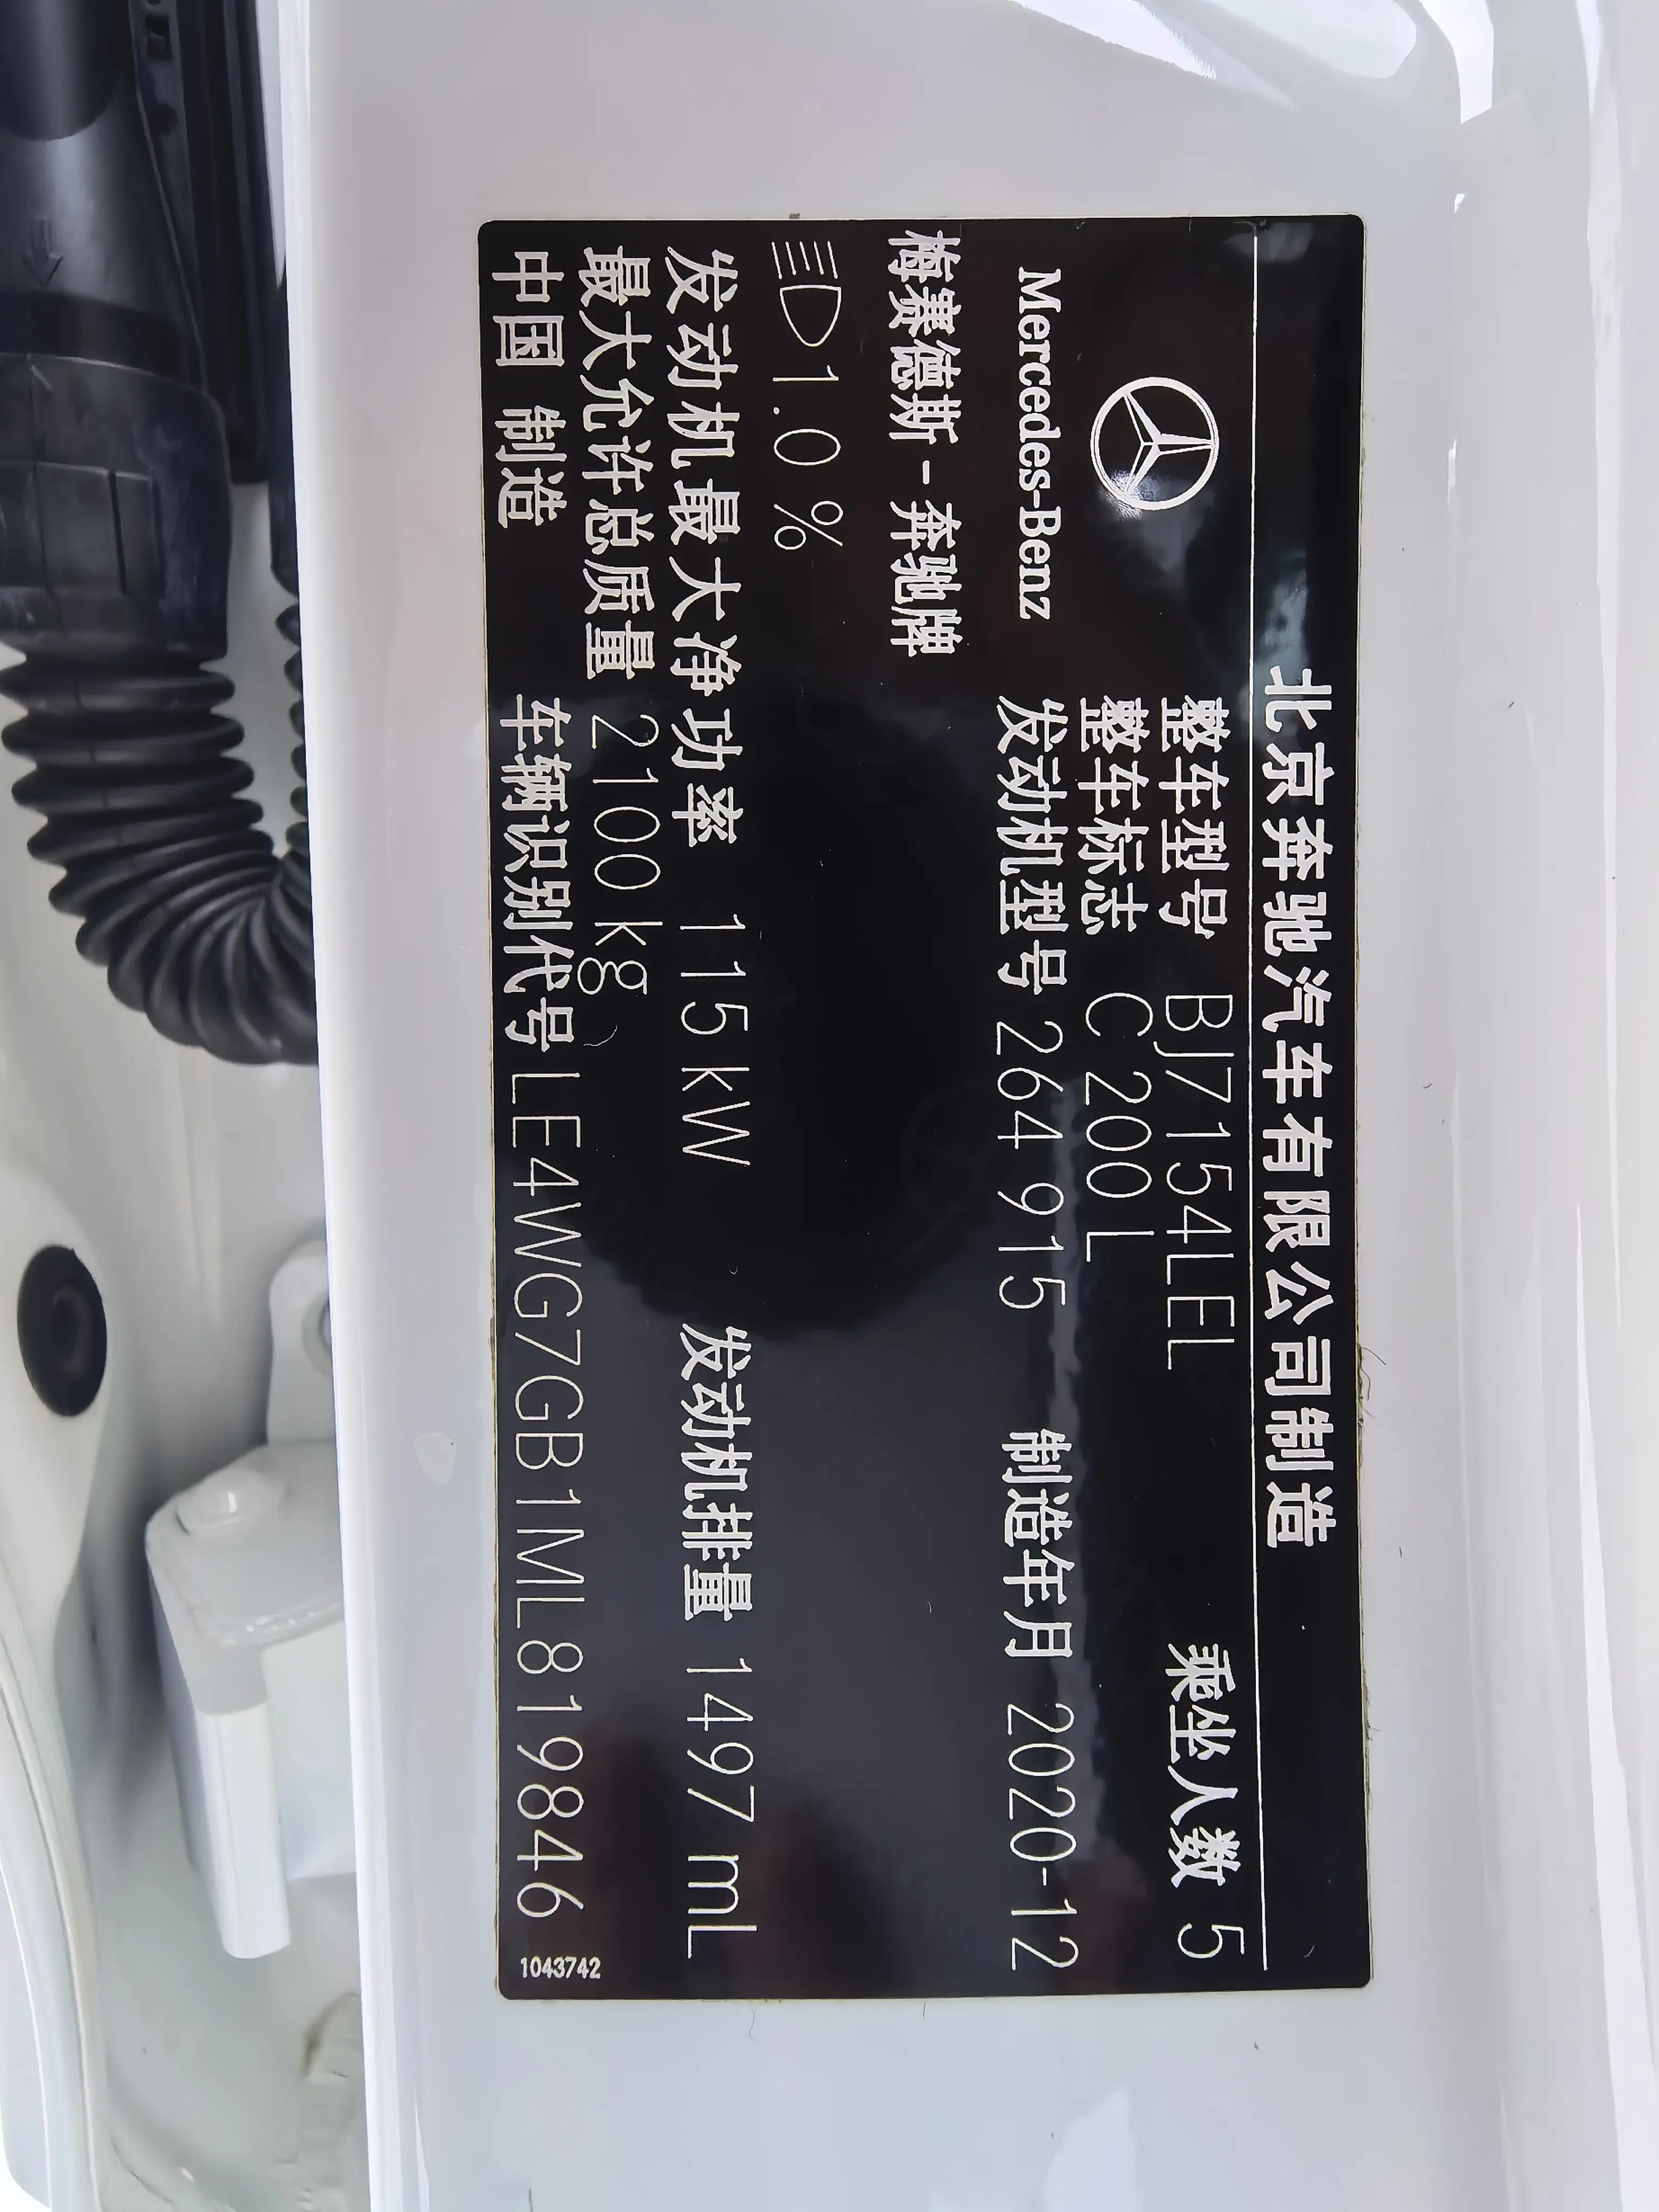 北京奔驰汽车有限公司制造
整车型号 BJ7154LEL 乘坐人数 5
整车标志 C 200 L
Mercedes-Benz 发动机型号 264 915 制造年月 2020-12
梅赛德斯-奔驰牌
1.0 %
发动机最大净功率 115 kW 发动机排量 1497 mL
最大允许总质量 2100 kg
中国 制造 车辆识别代号 LE4WG7GB1ML819846
1043742